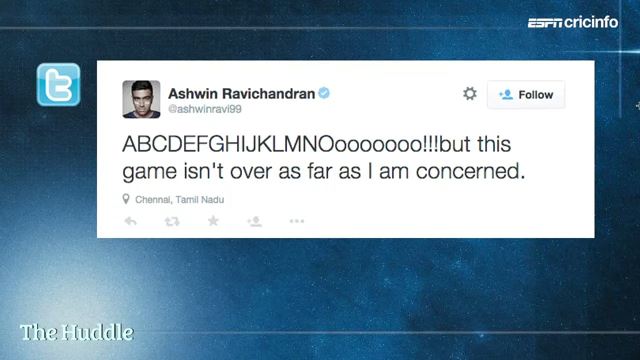 ESPN cricinfo
Ashwin Ravichandran
@ashwinravi99
Follow
ABCDEFGHIJKLMNOooooooo!!!but this
game isn't over as far as I am concerned.
Chennai, Tamil Nadu
The Huddle